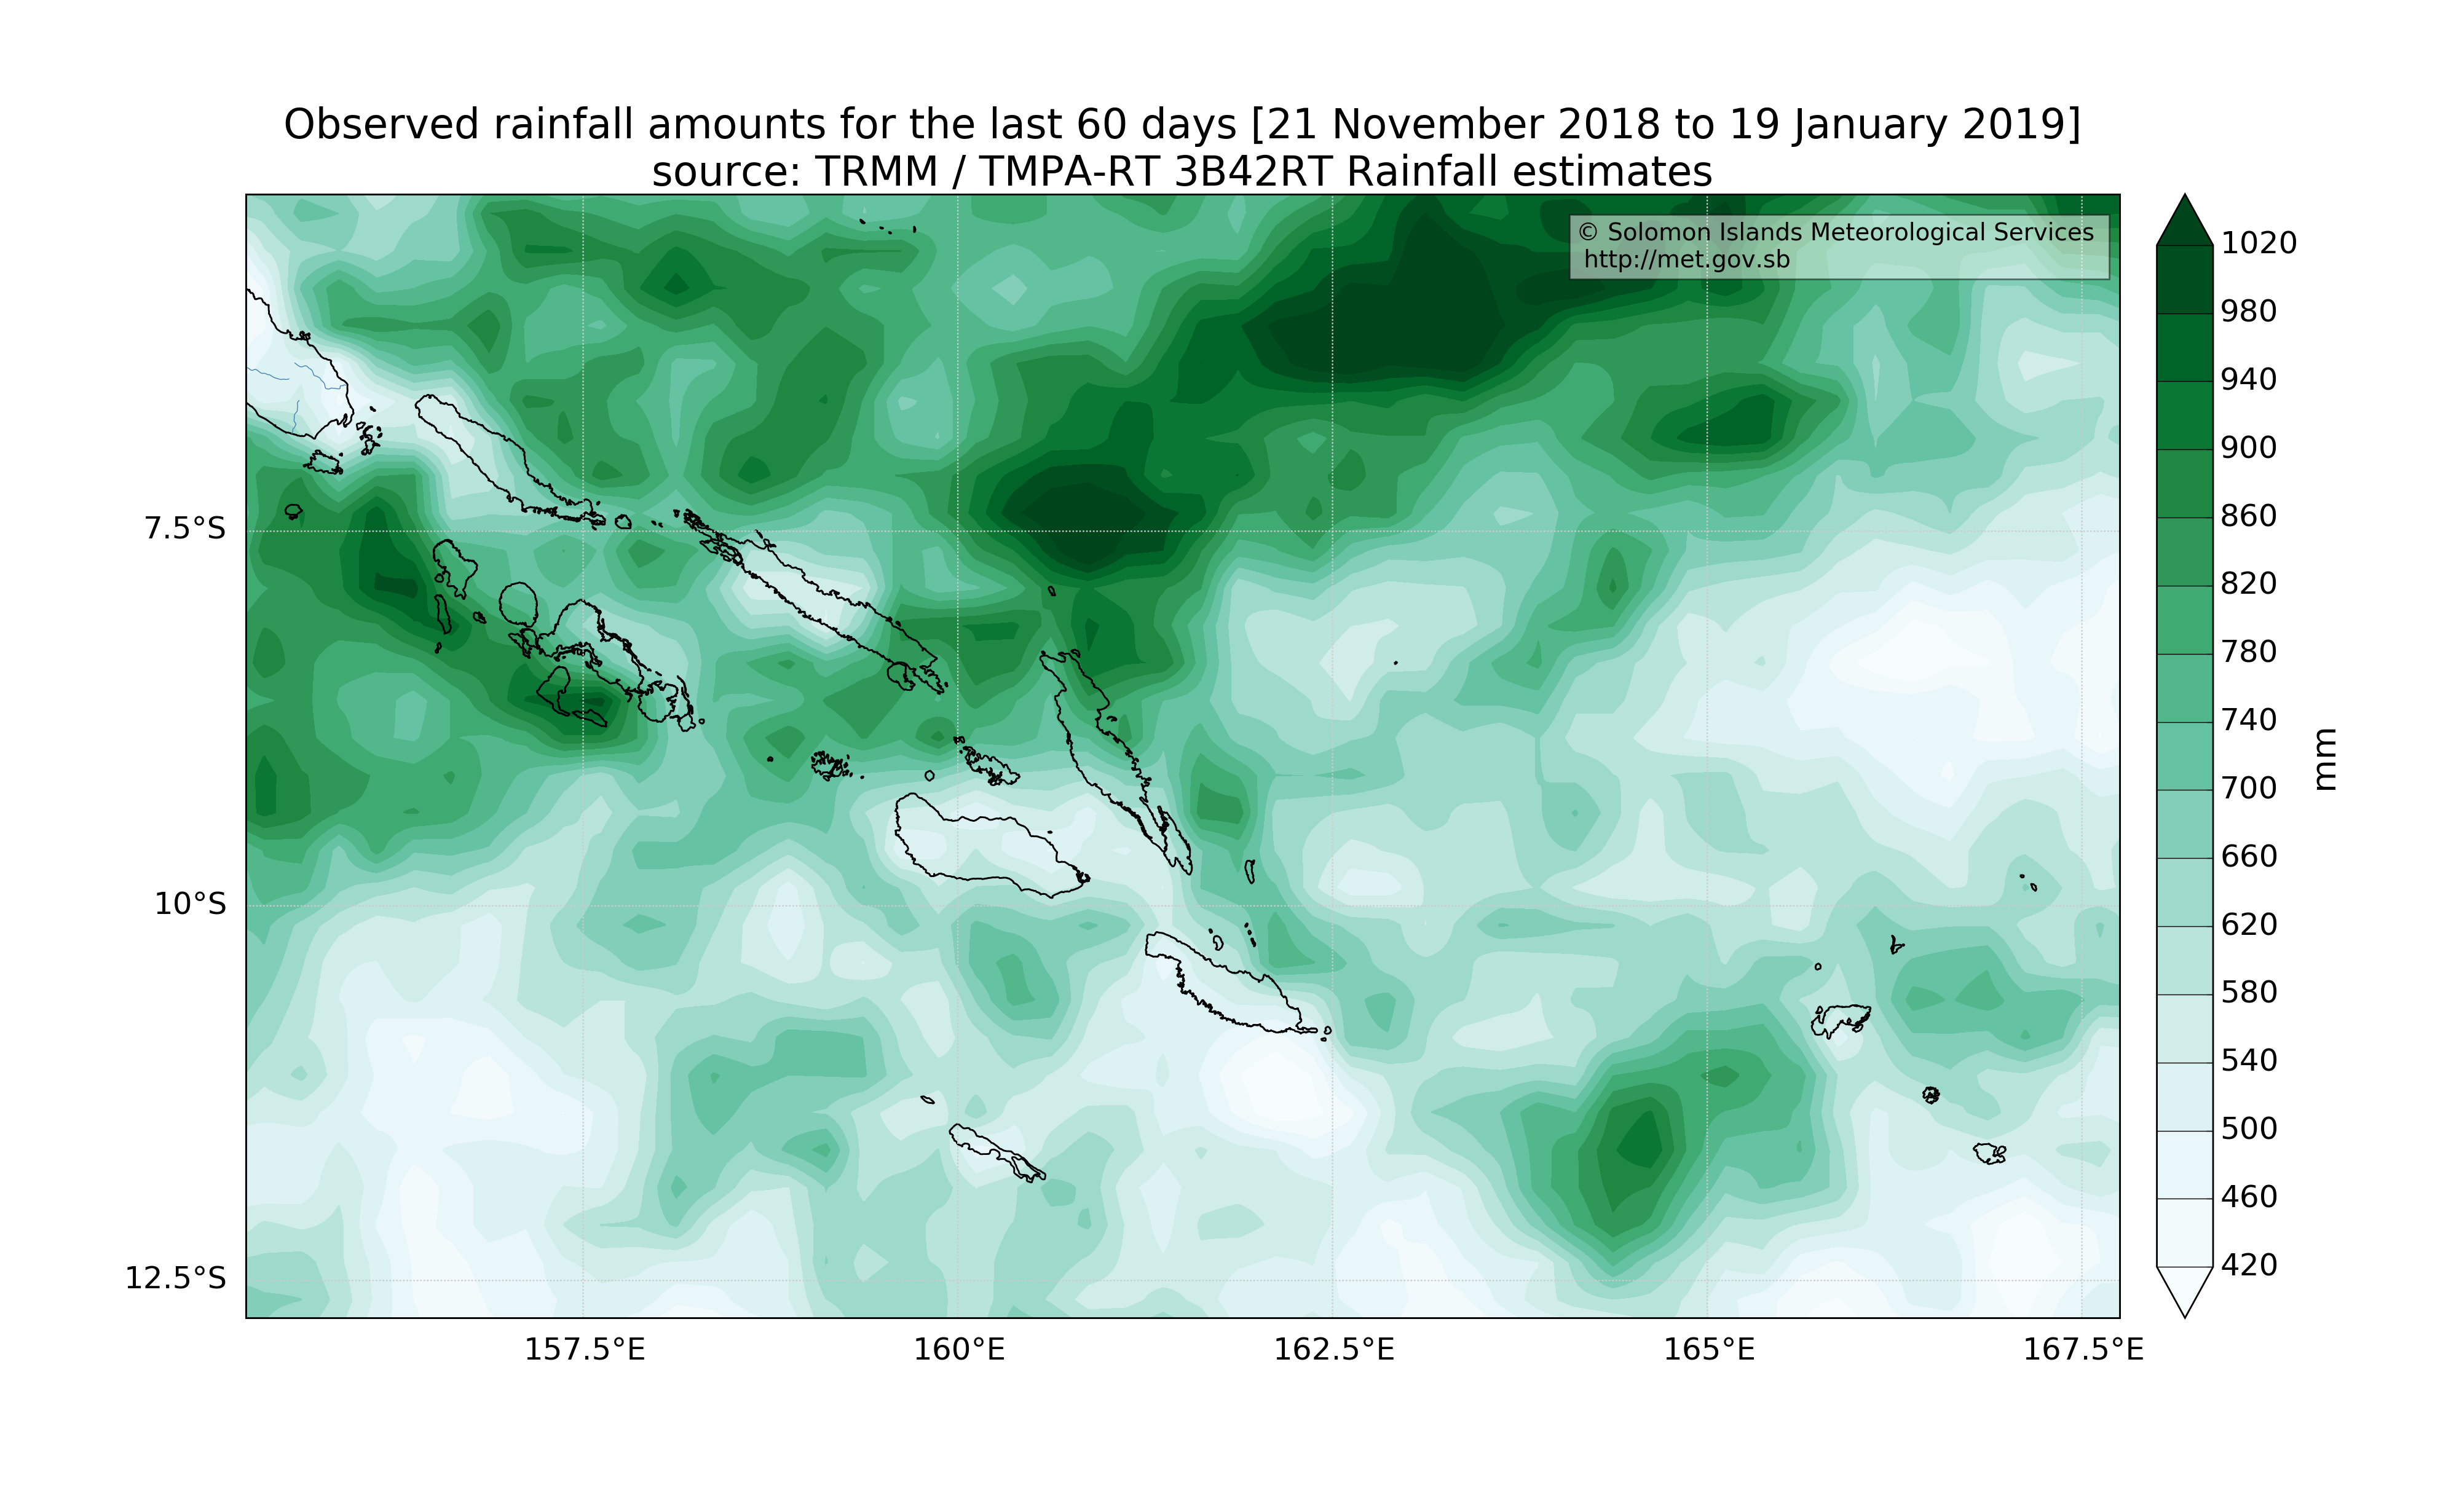 Observed rainfall amounts for the last 60 days [21 November 2018 to 19 January 2019]
source: TRMM / TMPA-RT 3B42RT Rainfall estimates
© Solomon Islands Meteorological Services
http://met.gov.sb
7.5°S
10°S
12.5°S
157.5°E
160°E
162.5°E
165°E
167.5°E
1020
980
940
900
860
820
780
740
700
660
620
580
540
500
460
420
mm